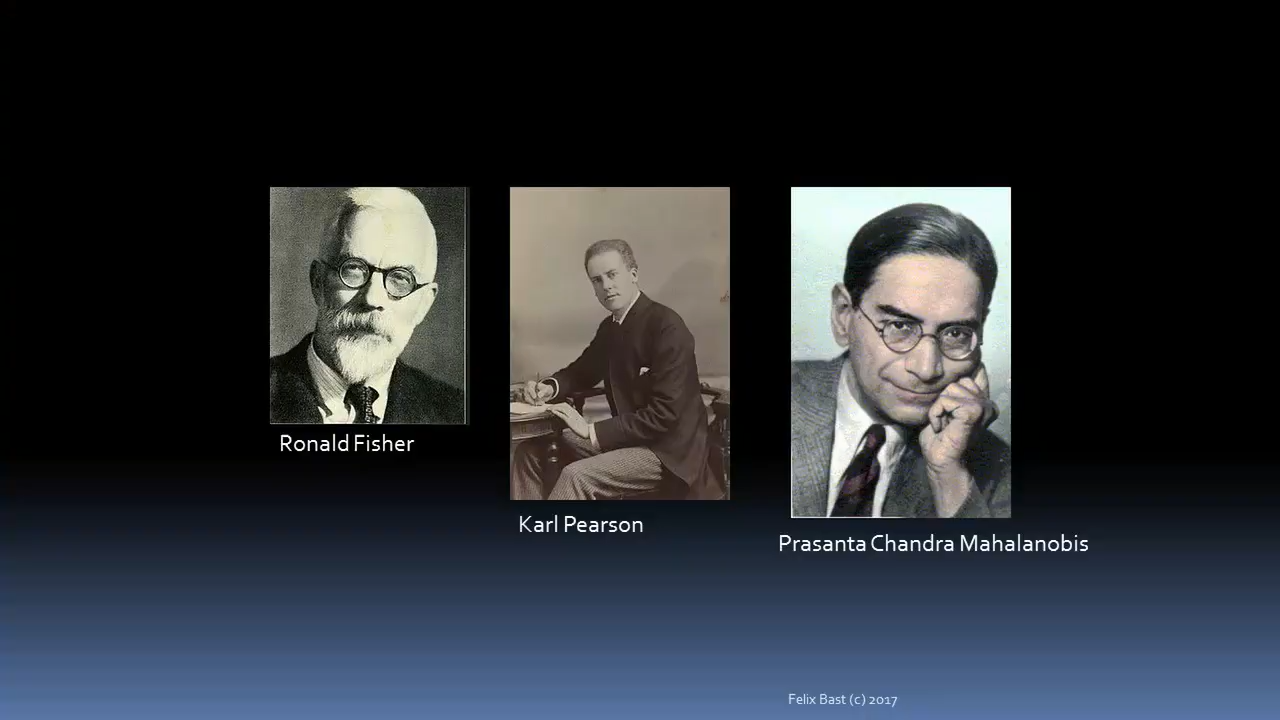 Ronald Fisher
Karl Pearson
Prasanta Chandra Mahalanobis
Felix Bast (c) 2017